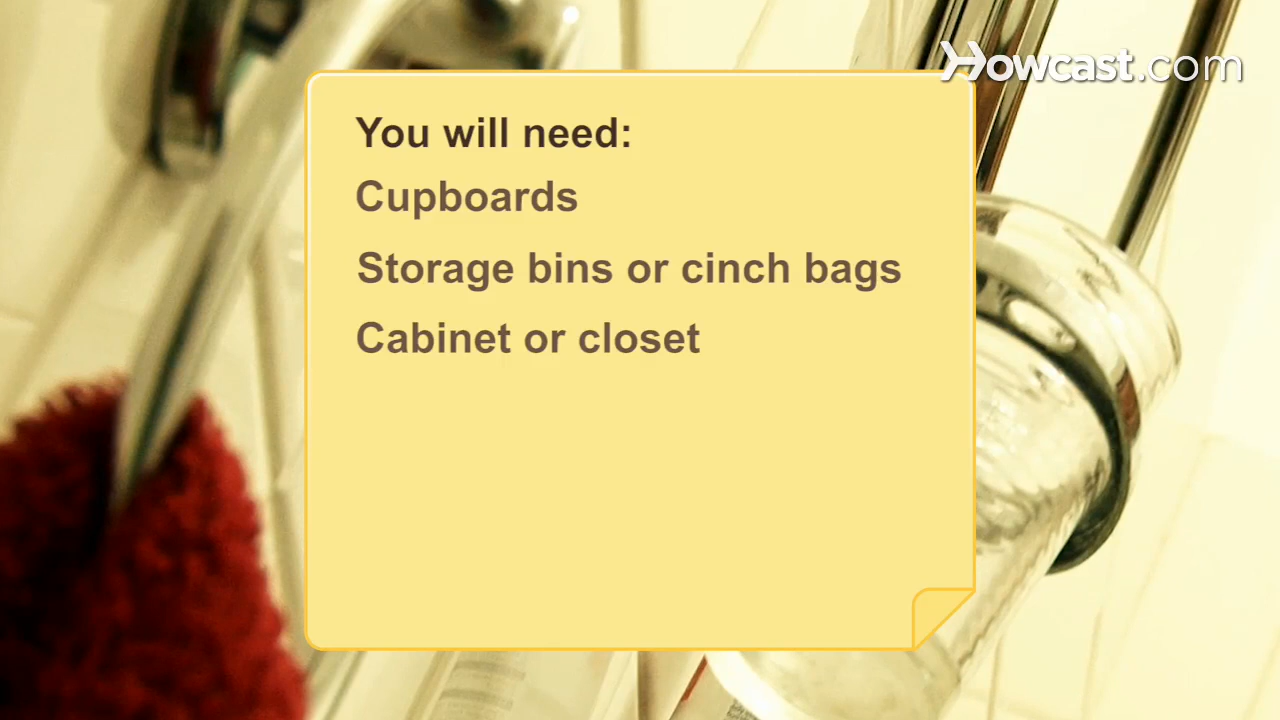 Howcast.com
You will need:
Cupboards
Storage bins or cinch bags
Cabinet or closet